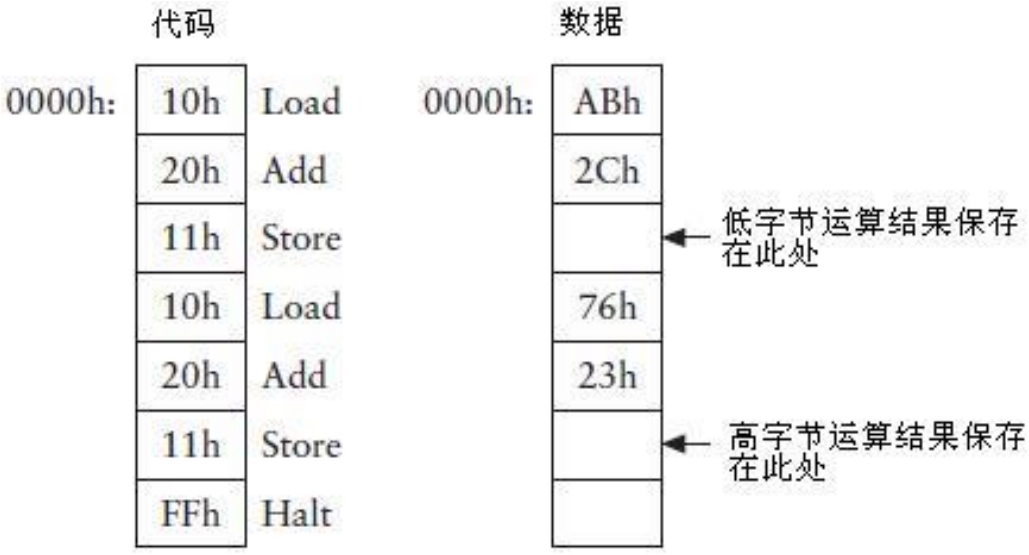 代码 数据
0000h: 10h Load 0000h: ABh
20h Add 2Ch
11h Store 低字节运算结果保存
在此处
10h Load 76h
20h Add 23h
11h Store 高字节运算结果保存
在此处
FFh Halt